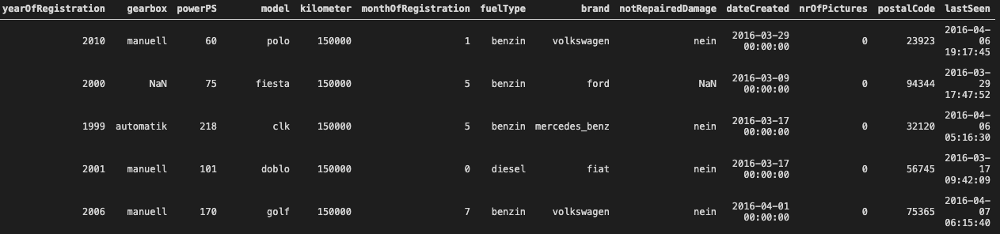 yearOfRegistration gearbox powerPS model kilometer monthOfRegistration fuelType brand notRepairedDamage dateCreated nrOfPictures postalCode lastSeen
2010 manuell 60 polo 150000 1 benzin volkswagen nein 2016-03-29 00:00:00 0 23923 2016-04-06 19:17:45
2000 NaN 75 fiesta 150000 5 benzin ford NaN 2016-03-09 00:00:00 0 94344 2016-03-29 17:47:52
1999 automatik 218 clk 150000 5 benzin mercedes_benz nein 2016-03-17 00:00:00 0 32120 2016-04-06 05:16:30
2001 manuell 101 doblo 150000 0 diesel fiat nein 2016-03-17 00:00:00 0 56745 2016-03-17 09:42:09
2006 manuell 170 golf 150000 7 benzin volkswagen nein 2016-04-01 00:00:00 0 75365 2016-04-07 06:15:40